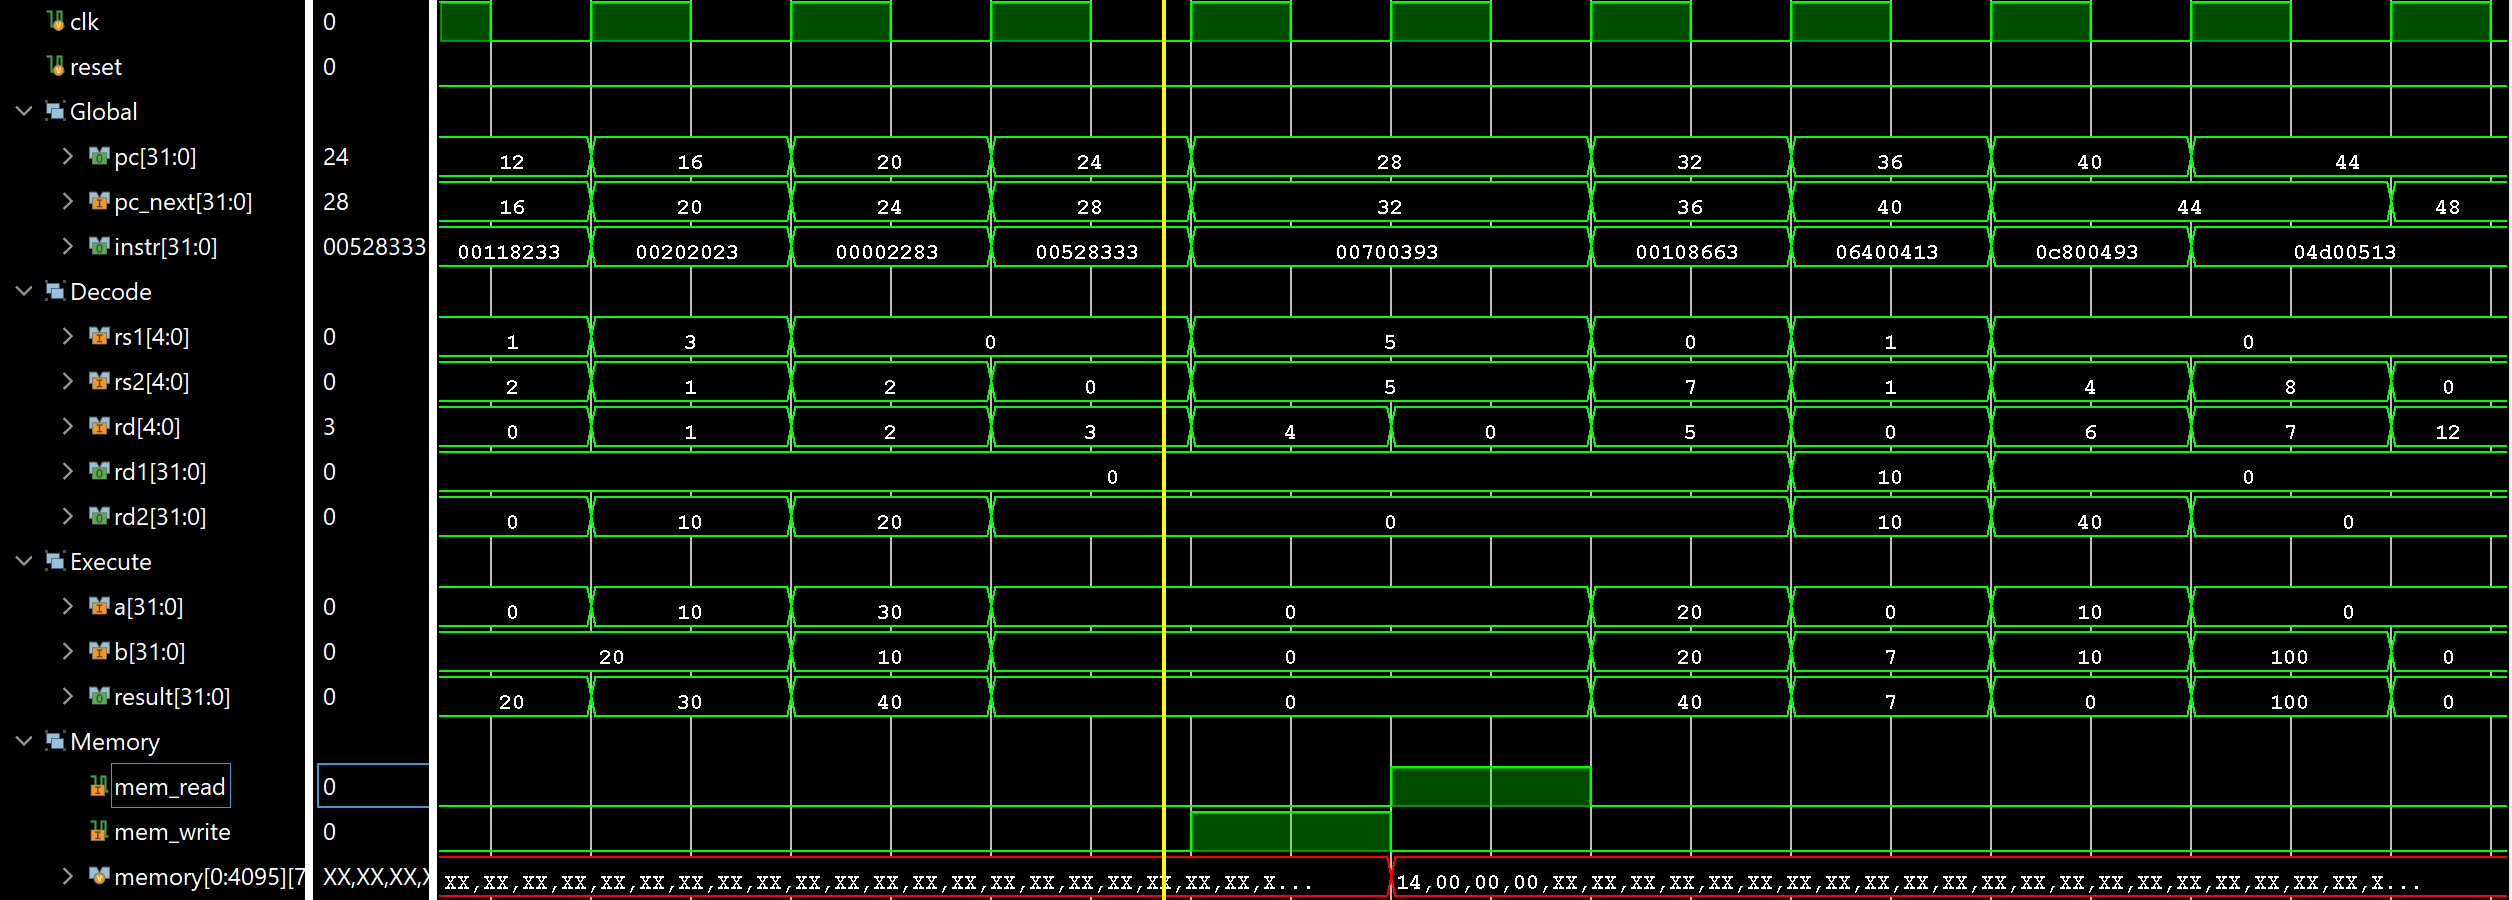 clk 0
reset 0
Global
pc[31:0] 24 12 16 20 24 28 32 36 40 44
pc_next[31:0] 28 16 20 24 28 32 36 40 44 48
instr[31:0] 00528333 00118233 00202023 00002283 00528333 00700393 00108663 06400413 0c800493 04d00513
Decode
rs1[4:0] 0 1 3 0 5 0 1 0
rs2[4:0] 0 2 1 2 0 5 7 1 4 8 0
rd[4:0] 3 0 1 2 3 4 0 5 0 6 7 12
rd1[31:0] 0 0 10 0
rd2[31:0] 0 0 10 20 0 10 40 0
Execute
a[31:0] 0 0 10 30 0 20 0 10 0
b[31:0] 0 20 10 0 20 7 10 100 0
result[31:0] 0 20 30 40 0 40 7 0 100 0
Memory
mem_read 0
mem_write 0
memory[0:4095][7 XX,XX,XX,X XX,XX,XX,XX,XX,XX,XX,XX,XX,XX,XX,XX,XX,XX,XX,XX,XX,XX,XX,XX,XX,X... 14,00,00,00,XX,XX,XX,XX,XX,XX,XX,XX,XX,XX,XX,XX,XX,XX,XX,XX,XX,XX,XX,XX,XX,X...